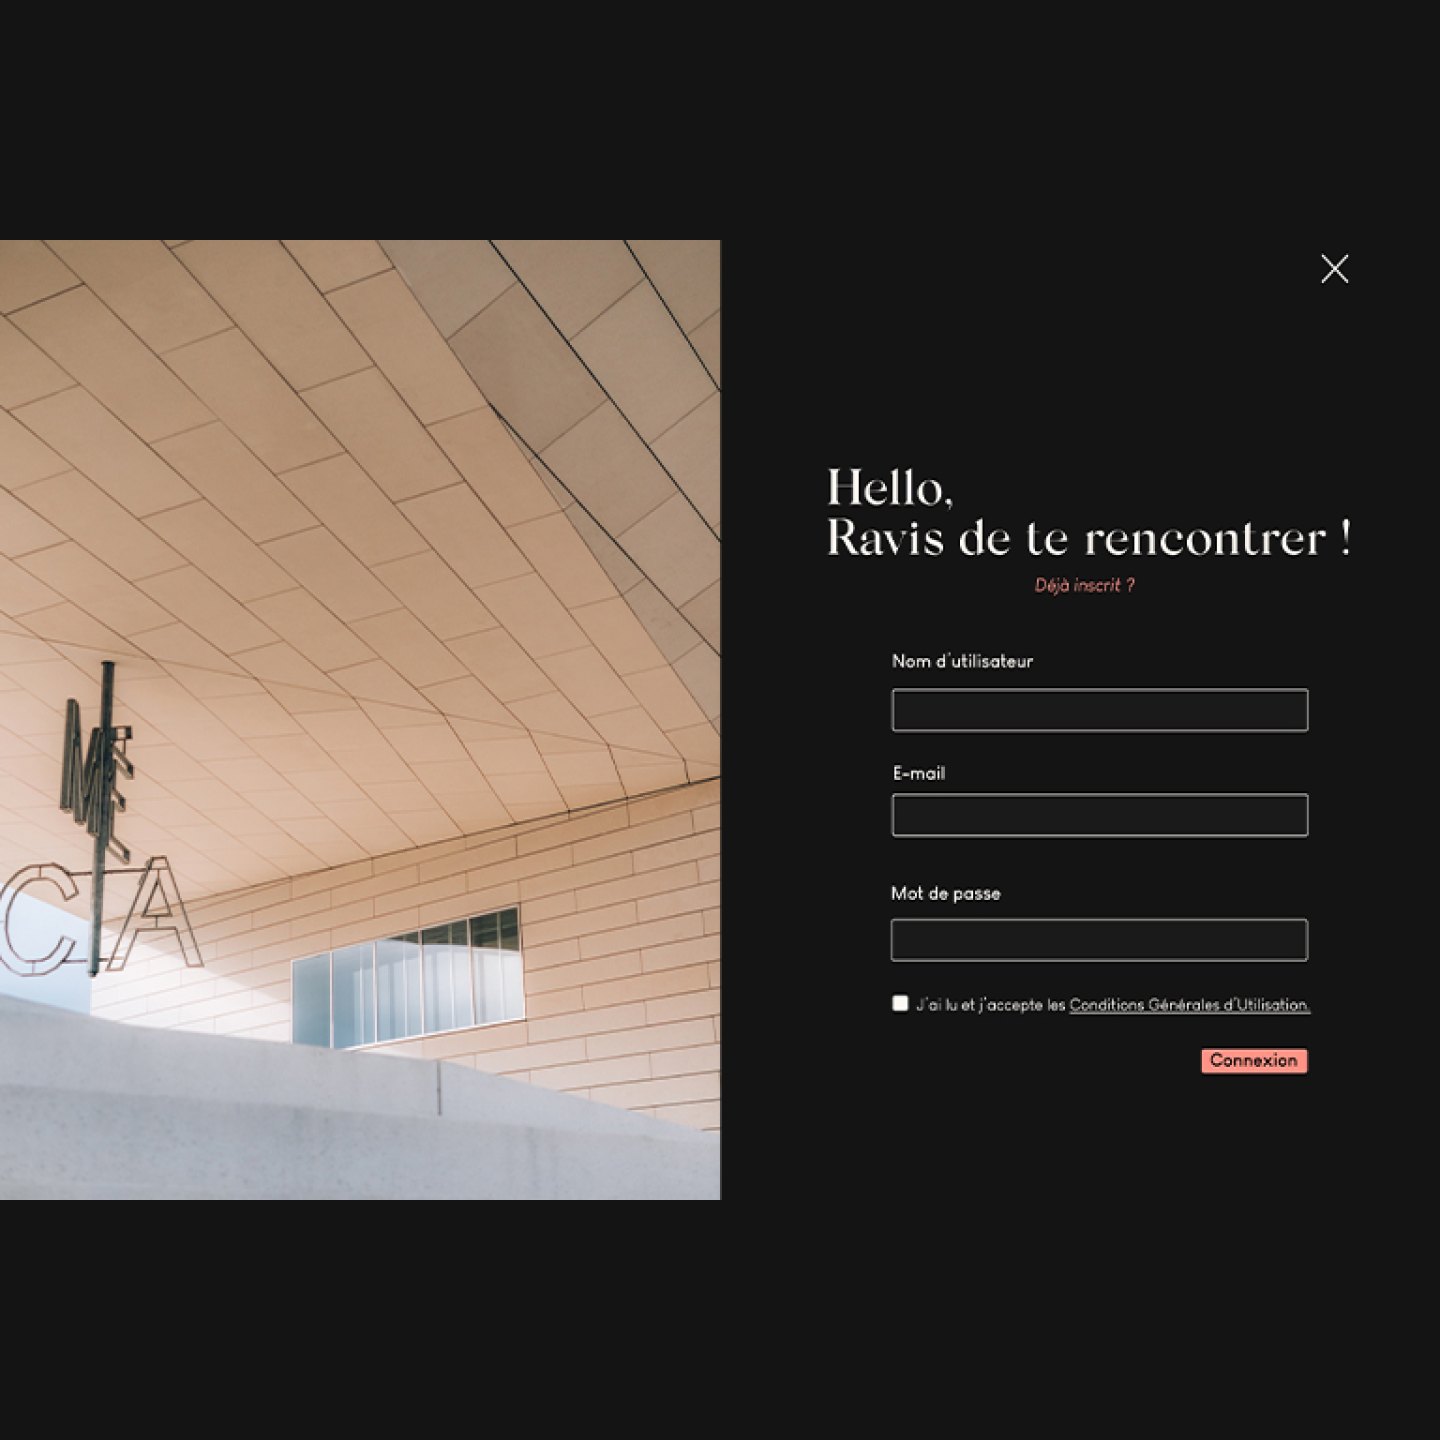 MÉ
CA
Hello,
Ravis de te rencontrer !
Déjà inscrit ?
Nom d'utilisateur
E-mail
Mot de passe
J'ai lu et j'accepte les Conditions Générales d'Utilisation.
Connexion